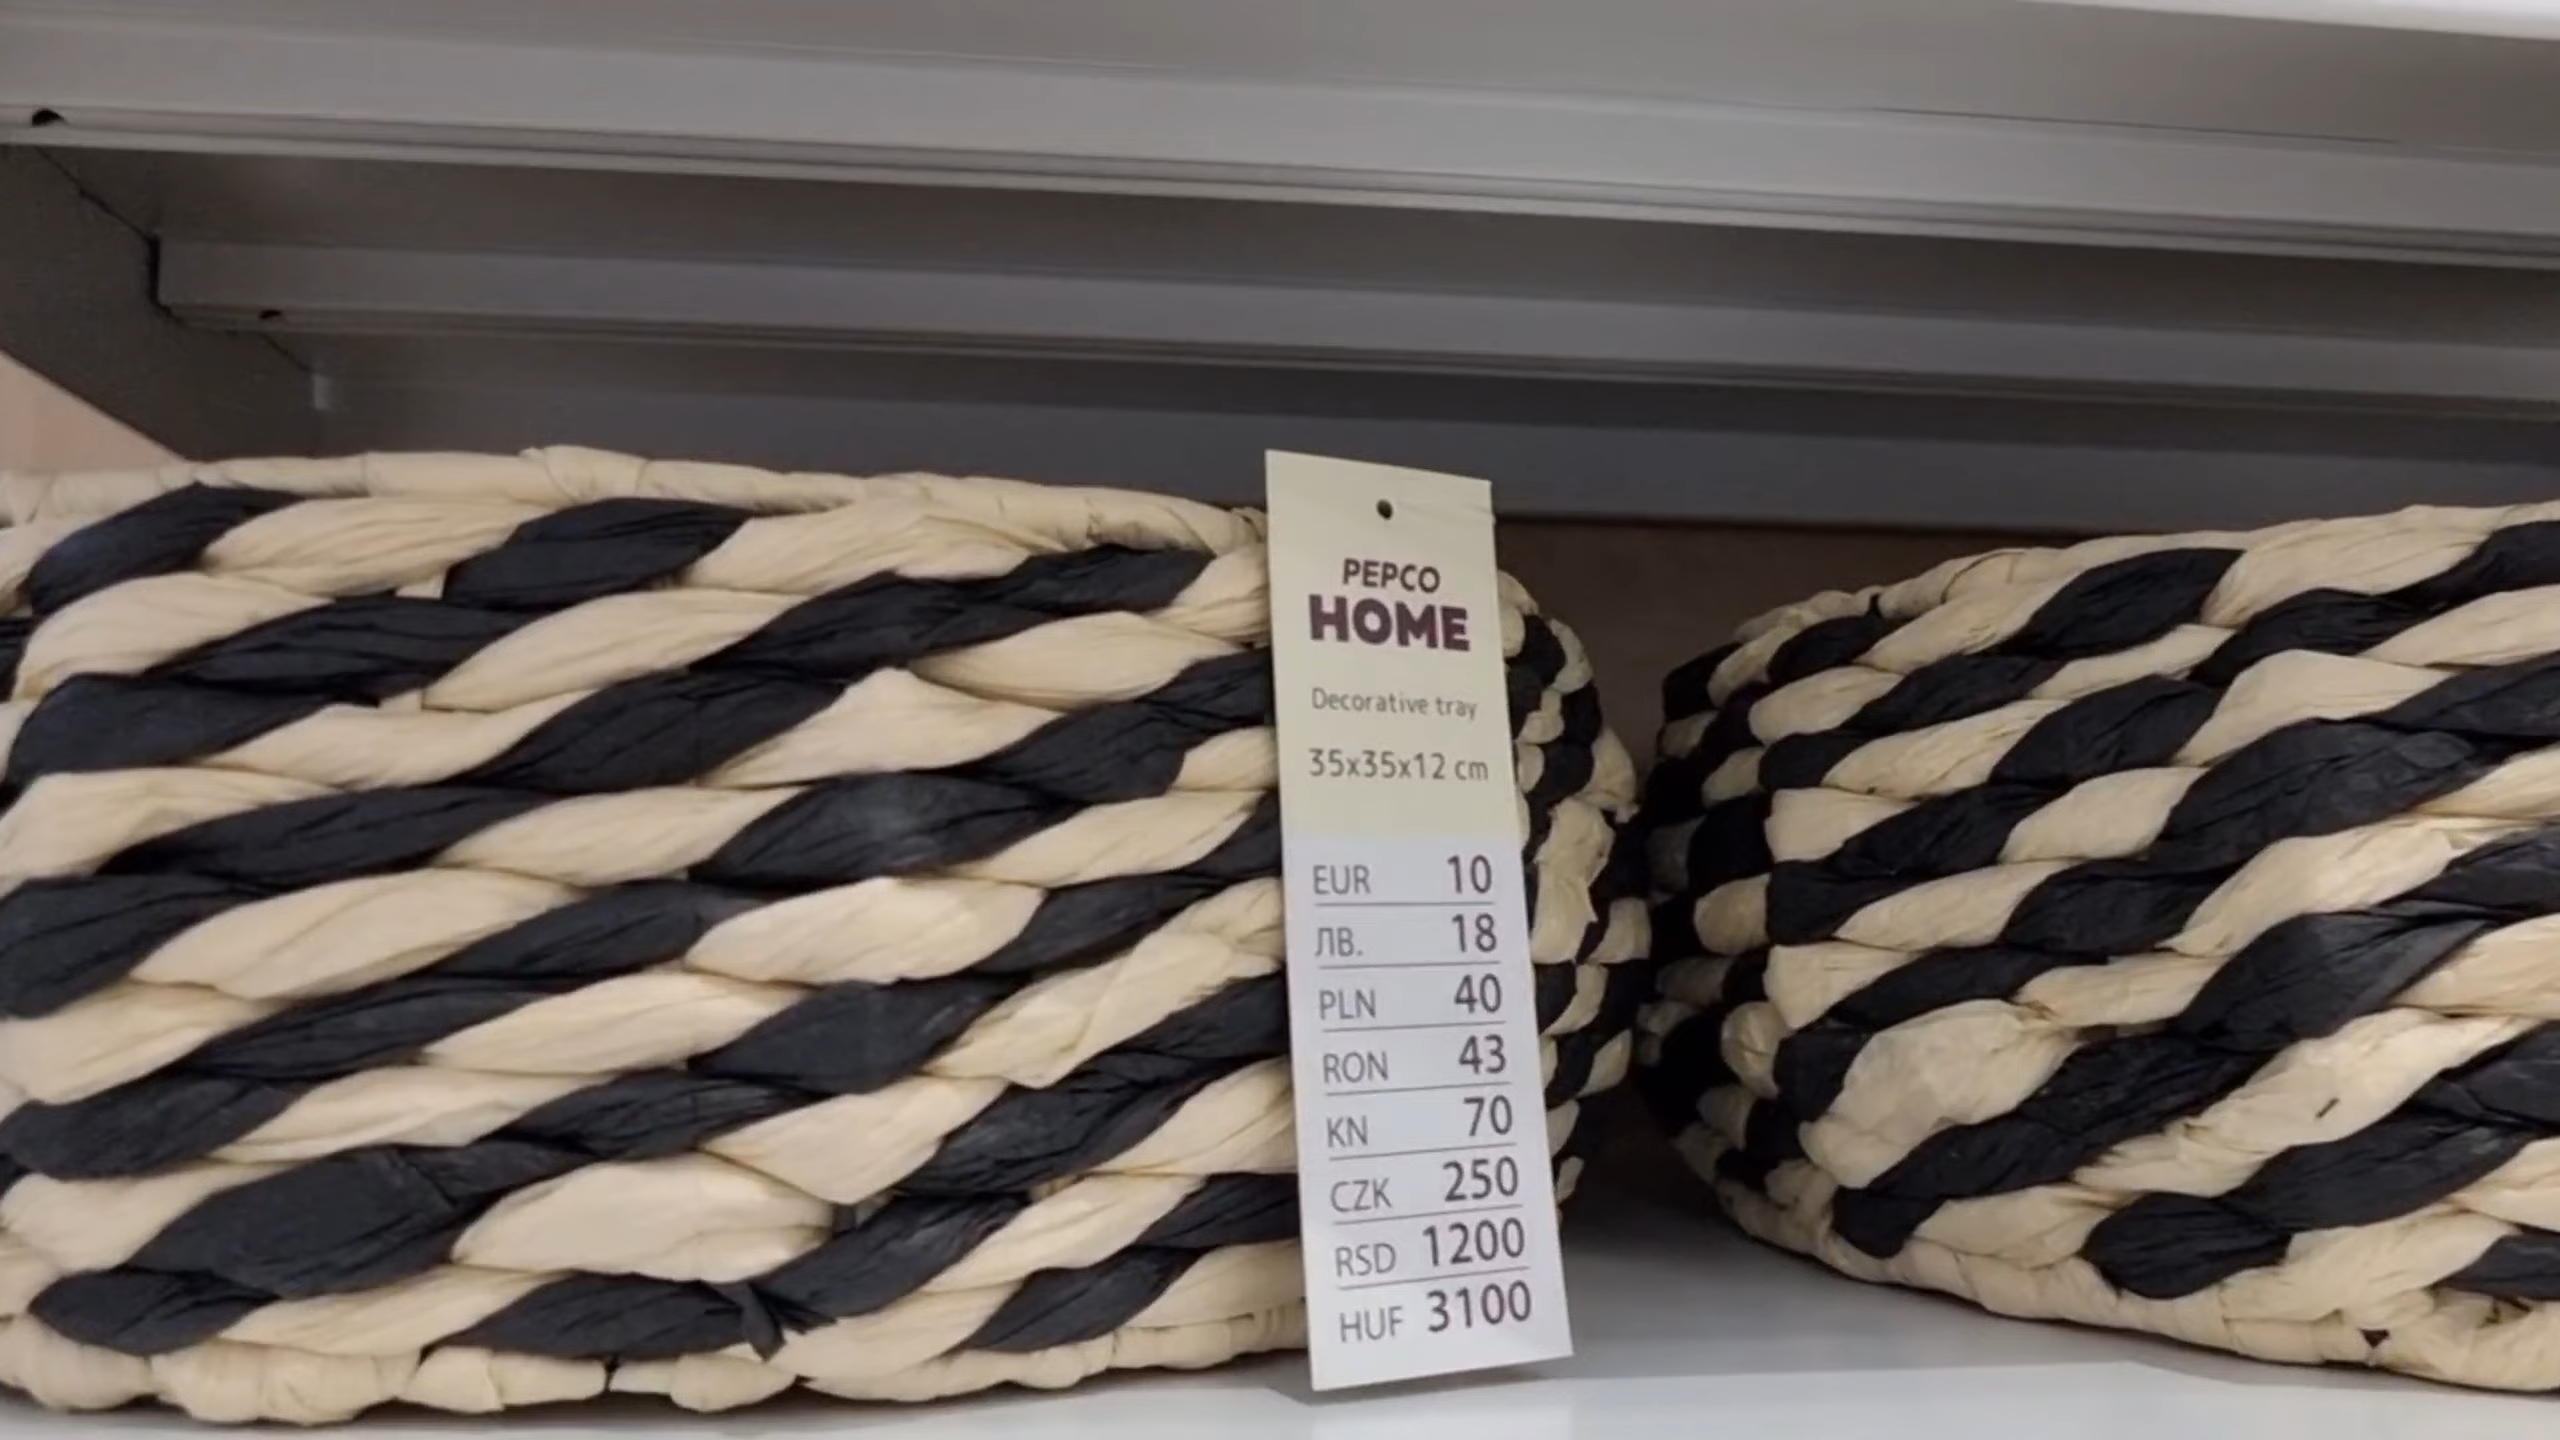 PEPCO
HOME
Decorative tray
35x35x12 cm
EUR 10
ЛВ. 18
PLN 40
RON 43
KN 70
CZK 250
RSD 1200
HUF 3100